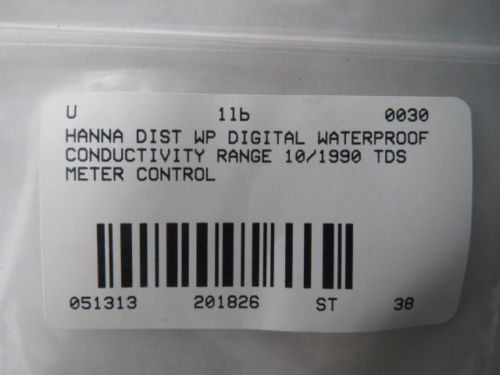 U 1lb 0030
HANNA DIST WP DIGITAL WATERPROOF
CONDUCTIVITY RANGE 10/1990 TDS
METER CONTROL
051313 201826 ST 38